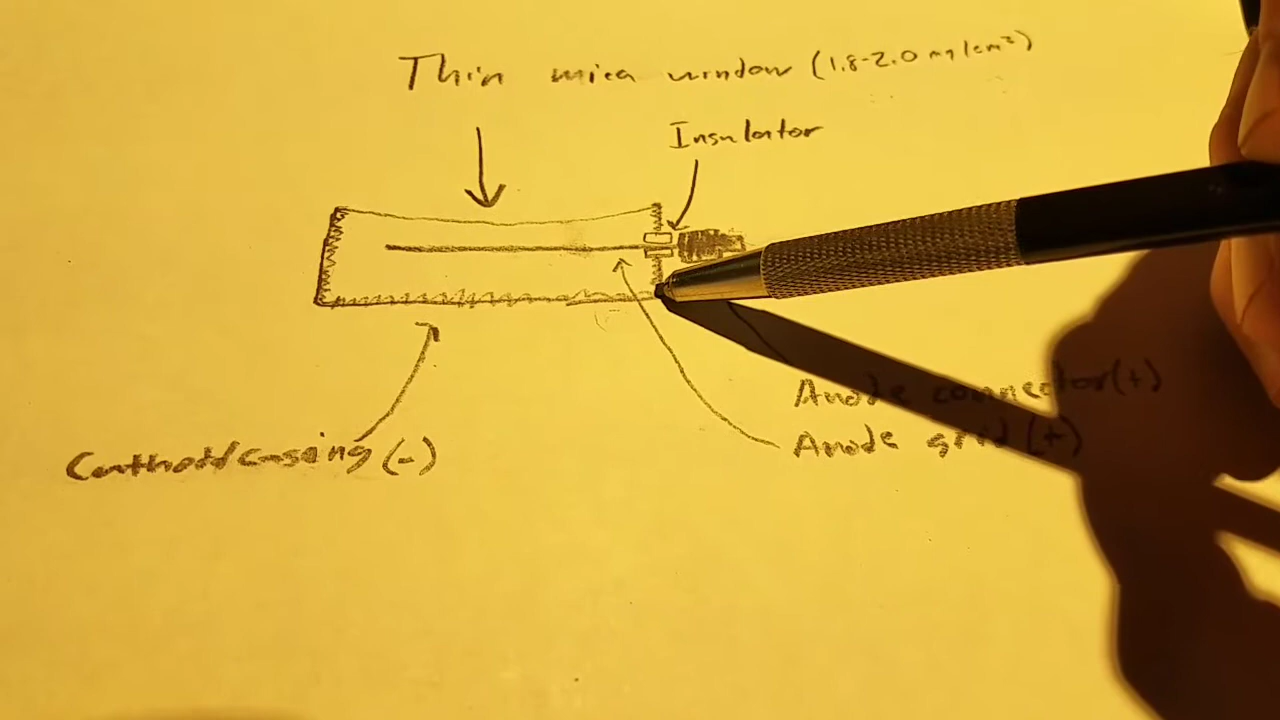 Thin mica window (1.8-2.0 mg/cm²)
Insulator
Anode connector(+)
Cathode/casing (-)
Anode grid (+)